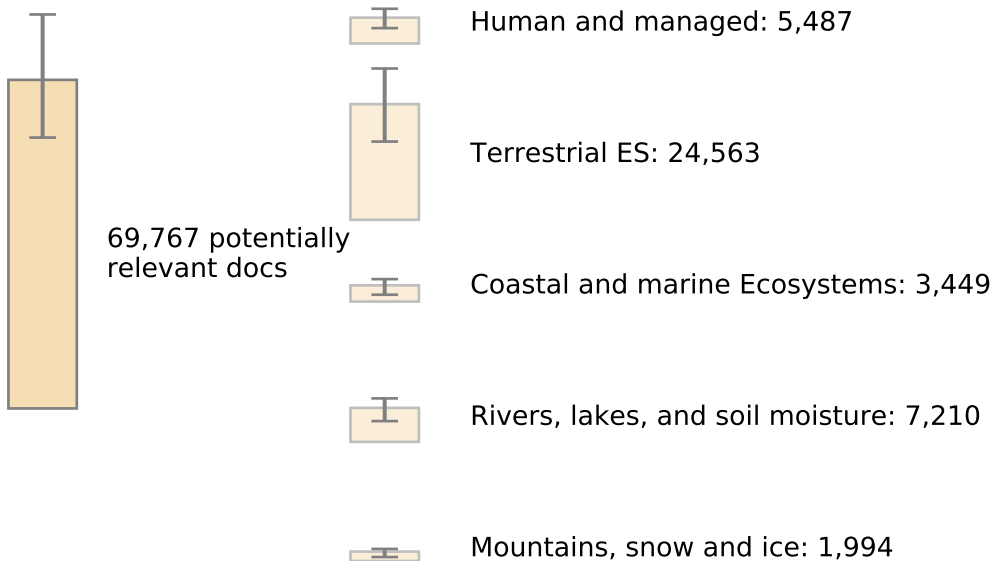 Human and managed: 5,487
Terrestrial ES: 24,563
69,767 potentially
relevant docs
Coastal and marine Ecosystems: 3,449
Rivers, lakes, and soil moisture: 7,210
Mountains, snow and ice: 1,994